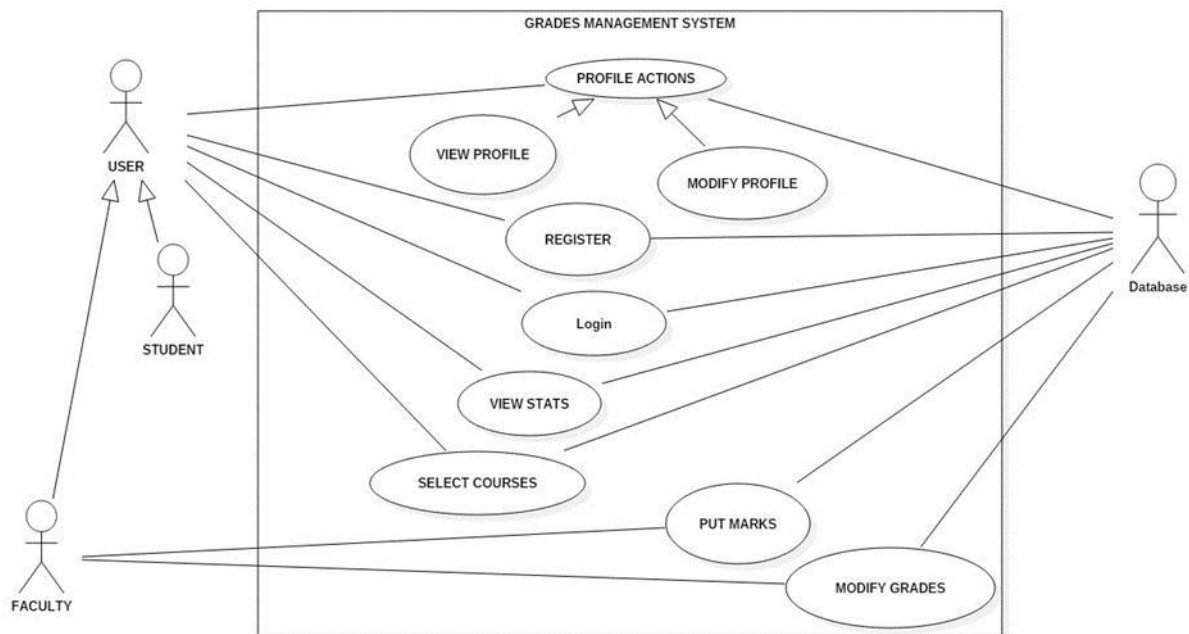 GRADES MANAGEMENT SYSTEM
PROFILE ACTIONS
VIEW PROFILE
USER
MODIFY PROFILE
REGISTER
Database
Login
STUDENT
VIEW STATS
SELECT COURSES
PUT MARKS
MODIFY GRADES
FACULTY